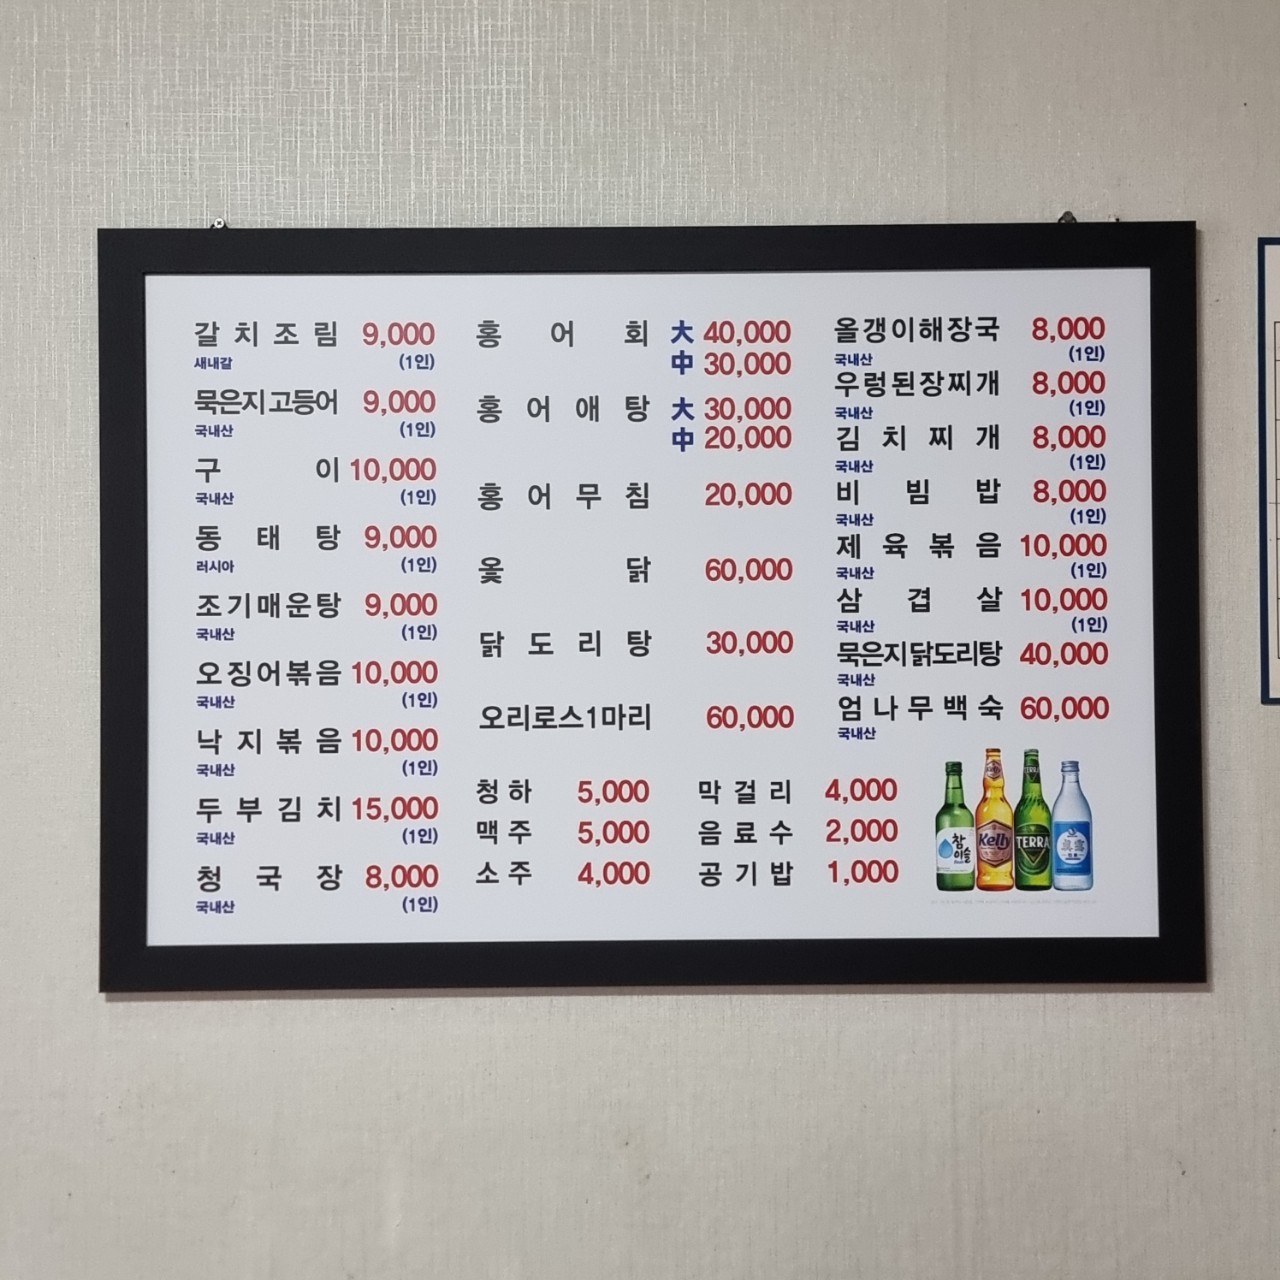 갈치조림 9,000
새내갈 (1인)
묵은지고등어 9,000
국내산 (1인)
구이 10,000
국내산 (1인)
동태탕 9,000
러시아 (1인)
조기매운탕 9,000
국내산 (1인)
오징어볶음 10,000
국내산 (1인)
낙지볶음 10,000
국내산 (1인)
두부김치 15,000
국내산 (1인)
청국장 8,000
국내산 (1인)
홍어회 大 40,000
中 30,000
홍어애탕 大 30,000
中 20,000
홍어무침 20,000
옻닭 60,000
닭도리탕 30,000
오리로스1마리 60,000
올갱이해장국 8,000
국내산 (1인)
우렁된장찌개 8,000
국내산 (1인)
김치찌개 8,000
국내산 (1인)
비빔밥 8,000
국내산 (1인)
제육볶음 10,000
국내산 (1인)
삼겹살 10,000
국내산 (1인)
묵은지닭도리탕 40,000
국내산
엄나무백숙 60,000
국내산
청하 5,000
맥주 5,000
소주 4,000
막걸리 4,000
음료수 2,000
공기밥 1,000
참이슬
Kelly
TERRA
TERRA